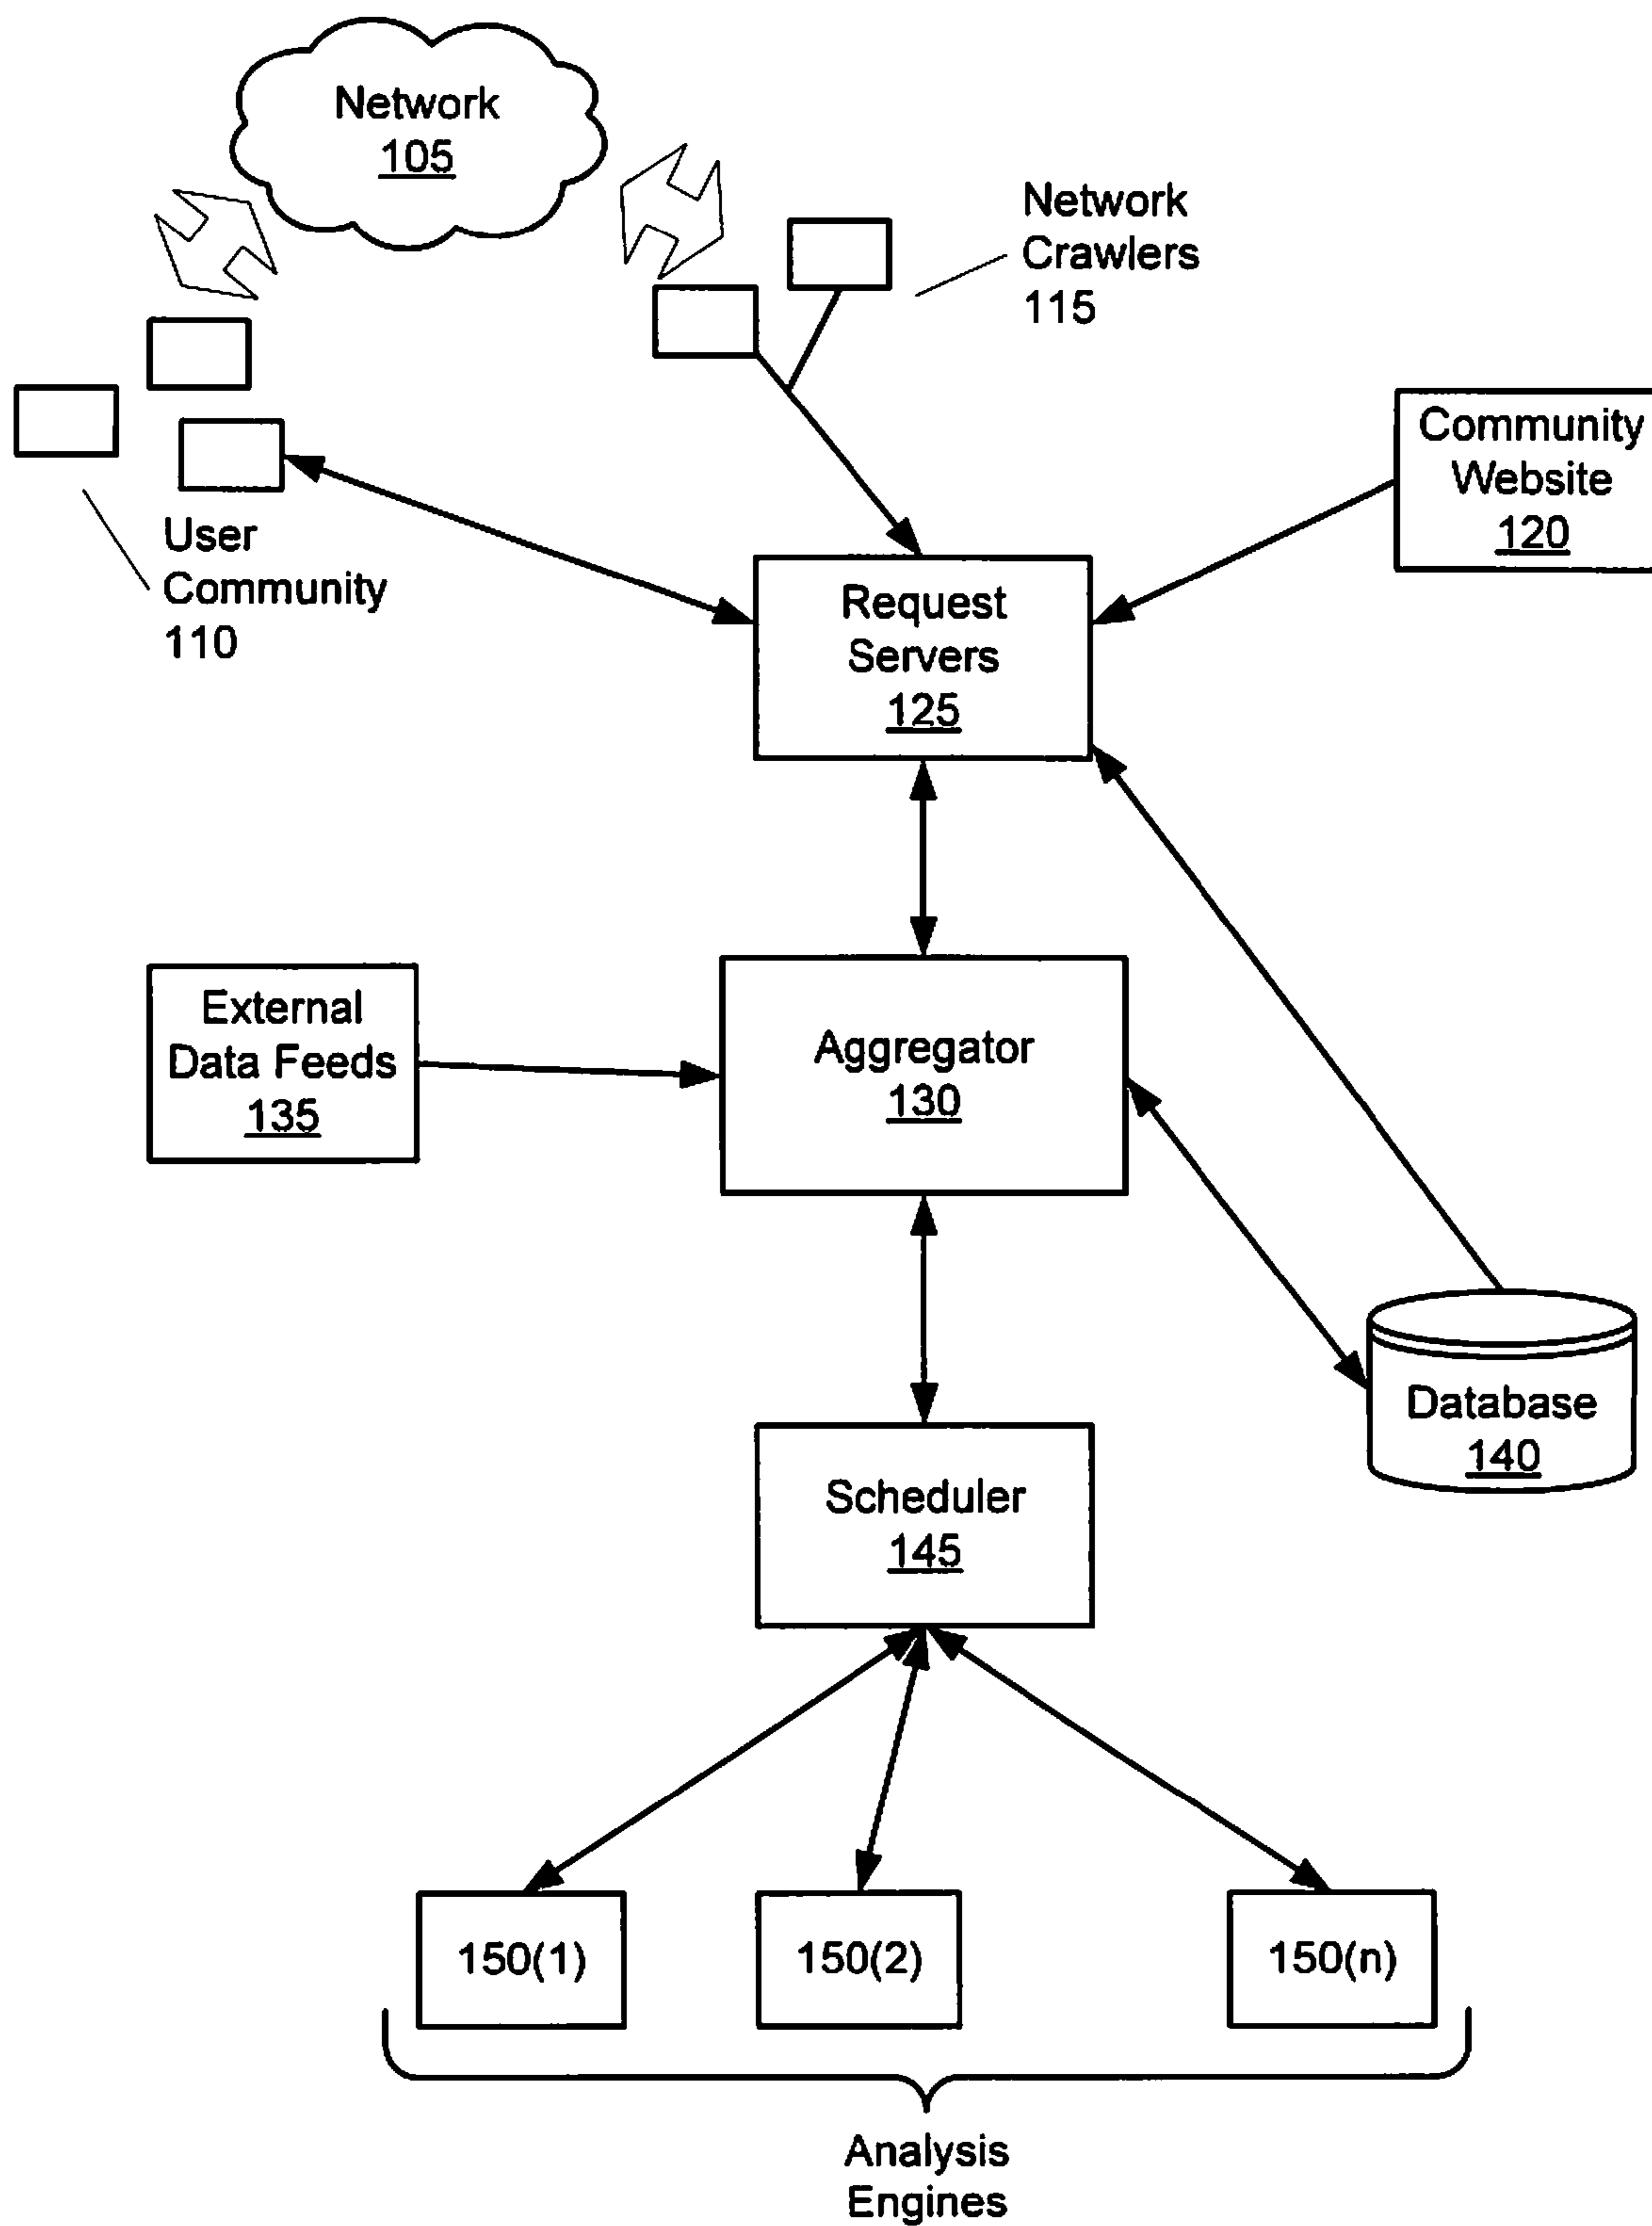 Network
105
Network
Crawlers
115
Community
Website
120
User
Community
110
Request
Servers
125
External
Data Feeds
135
Aggregator
130
Database
140
Scheduler
145
150(1)
150(2)
150(n)
Analysis
Engines